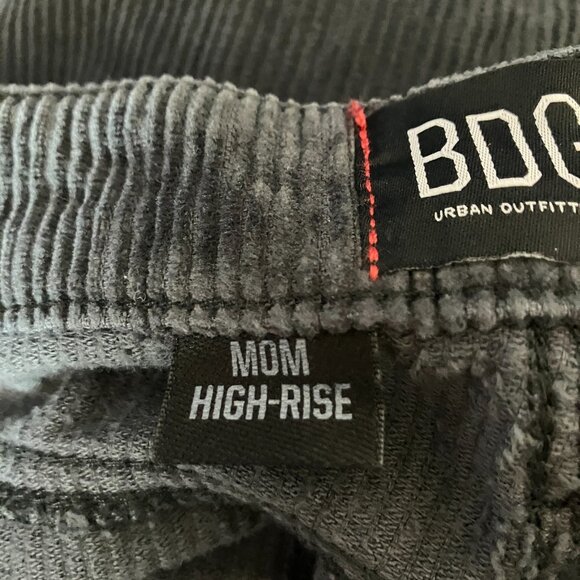 BDG
URBAN OUTFITT
MOM
HIGH-RISE